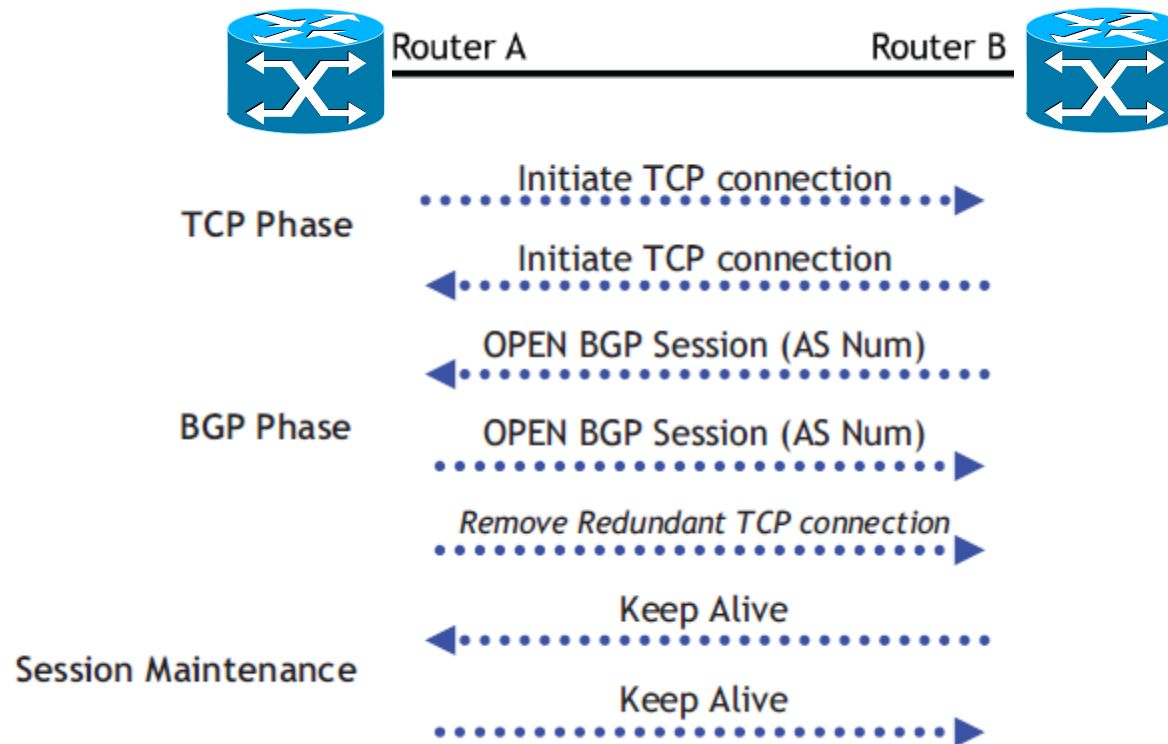 Router A
Router B
Initiate TCP connection
TCP Phase
Initiate TCP connection
OPEN BGP Session (AS Num)
BGP Phase
OPEN BGP Session (AS Num)
Remove Redundant TCP connection
Keep Alive
Session Maintenance
Keep Alive